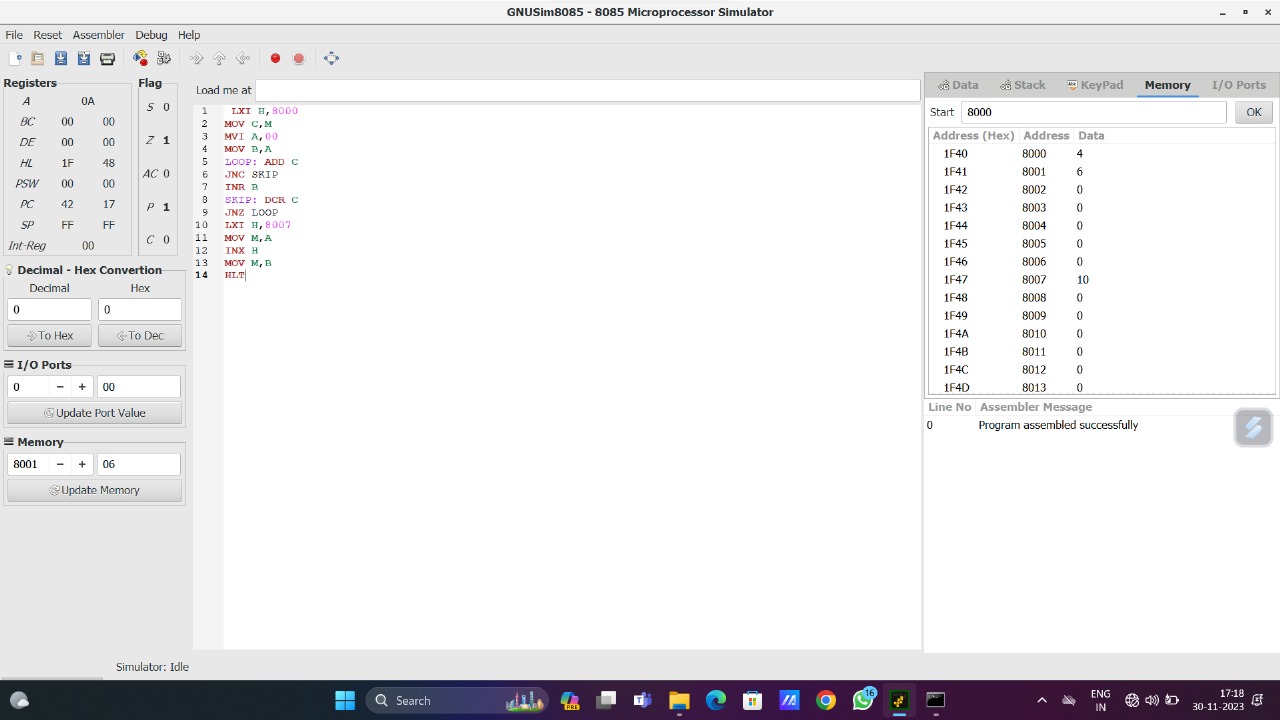 GNUSim8085 - 8085 Microprocessor Simulator
File Reset Assembler Debug Help
Registers Flag
A 0A
BC 00 00
DE 00 00
HL 1F 48
PSW 00 00
PC 42 17
SP FF FF
Int-Reg 00
S 0
Z 1
AC 0
P 1
C 0
Decimal - Hex Convertion
Decimal Hex
0 0
To Hex To Dec
I/O Ports
0 − + 00
Update Port Value
Memory
8001 − + 06
Update Memory
Load me at
1 LXI H,8000
2 MOV C,M
3 MVI A,00
4 MOV B,A
5 LOOP: ADD C
6 JNC SKIP
7 INR B
8 SKIP: DCR C
9 JNZ LOOP
10 LXI H,8007
11 MOV M,A
12 INX H
13 MOV M,B
14 HLT
Data Stack KeyPad Memory I/O Ports
Start 8000 OK
Address (Hex) Address Data
1F40 8000 4
1F41 8001 6
1F42 8002 0
1F43 8003 0
1F44 8004 0
1F45 8005 0
1F46 8006 0
1F47 8007 10
1F48 8008 0
1F49 8009 0
1F4A 8010 0
1F4B 8011 0
1F4C 8012 0
1F4D 8013 0
Line No Assembler Message
0 Program assembled successfully
Simulator: Idle
Search
PRE
16
ENG
IN
17:18
30-11-2023